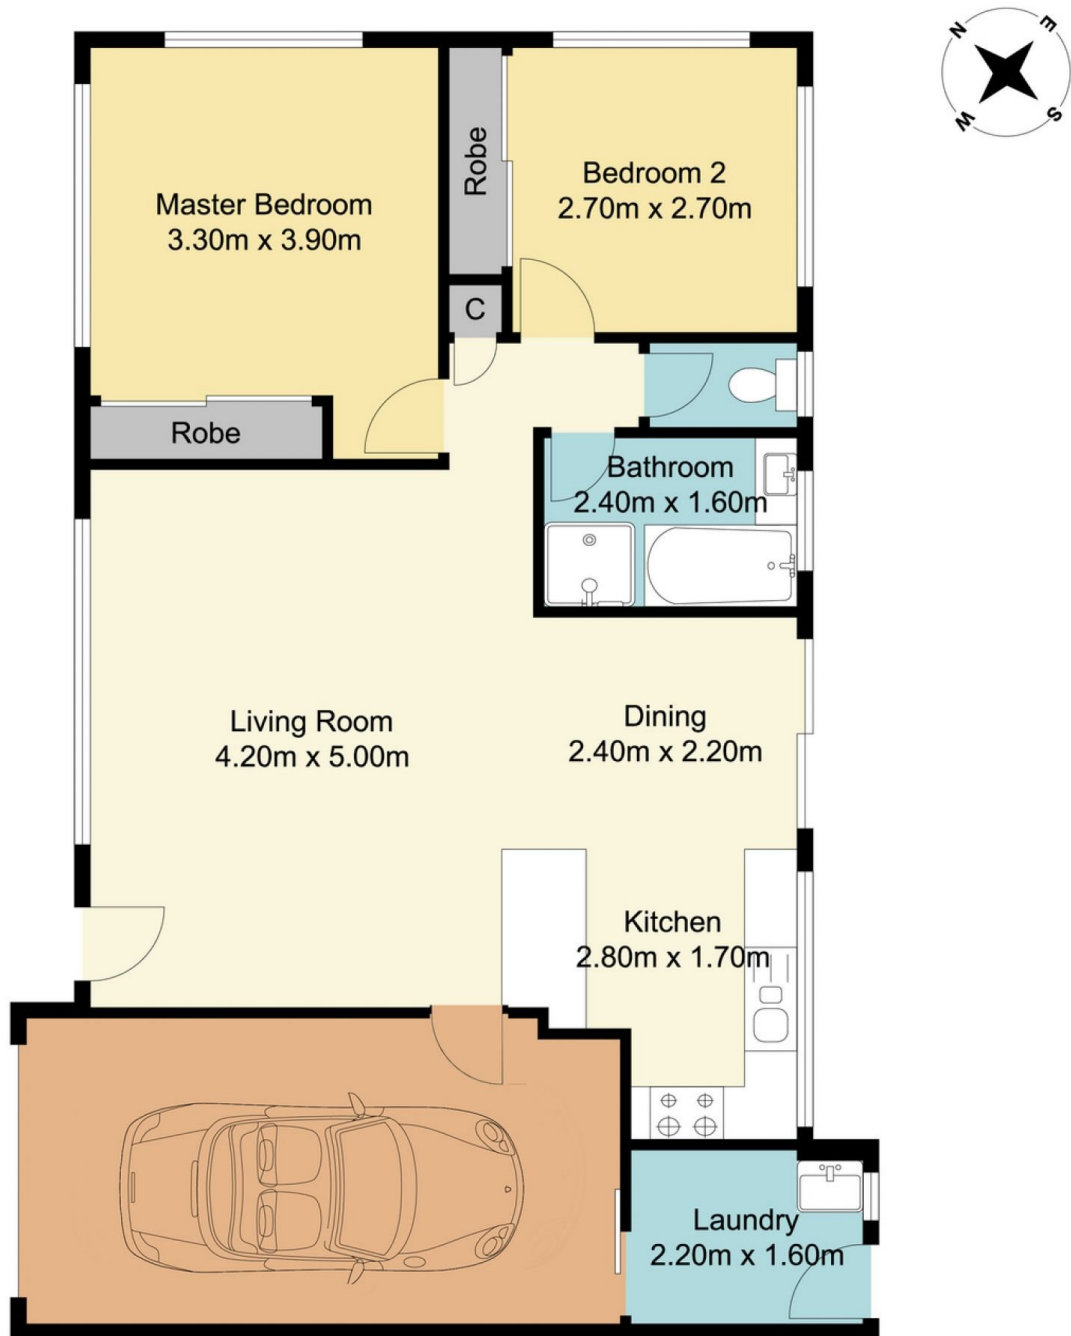 N
E
W
S
Master Bedroom
3.30m x 3.90m
Robe
Bedroom 2
2.70m x 2.70m
C
Robe
Bathroom
2.40m x 1.60m
Living Room
4.20m x 5.00m
Dining
2.40m x 2.20m
Kitchen
2.80m x 1.70m
Laundry
2.20m x 1.60m